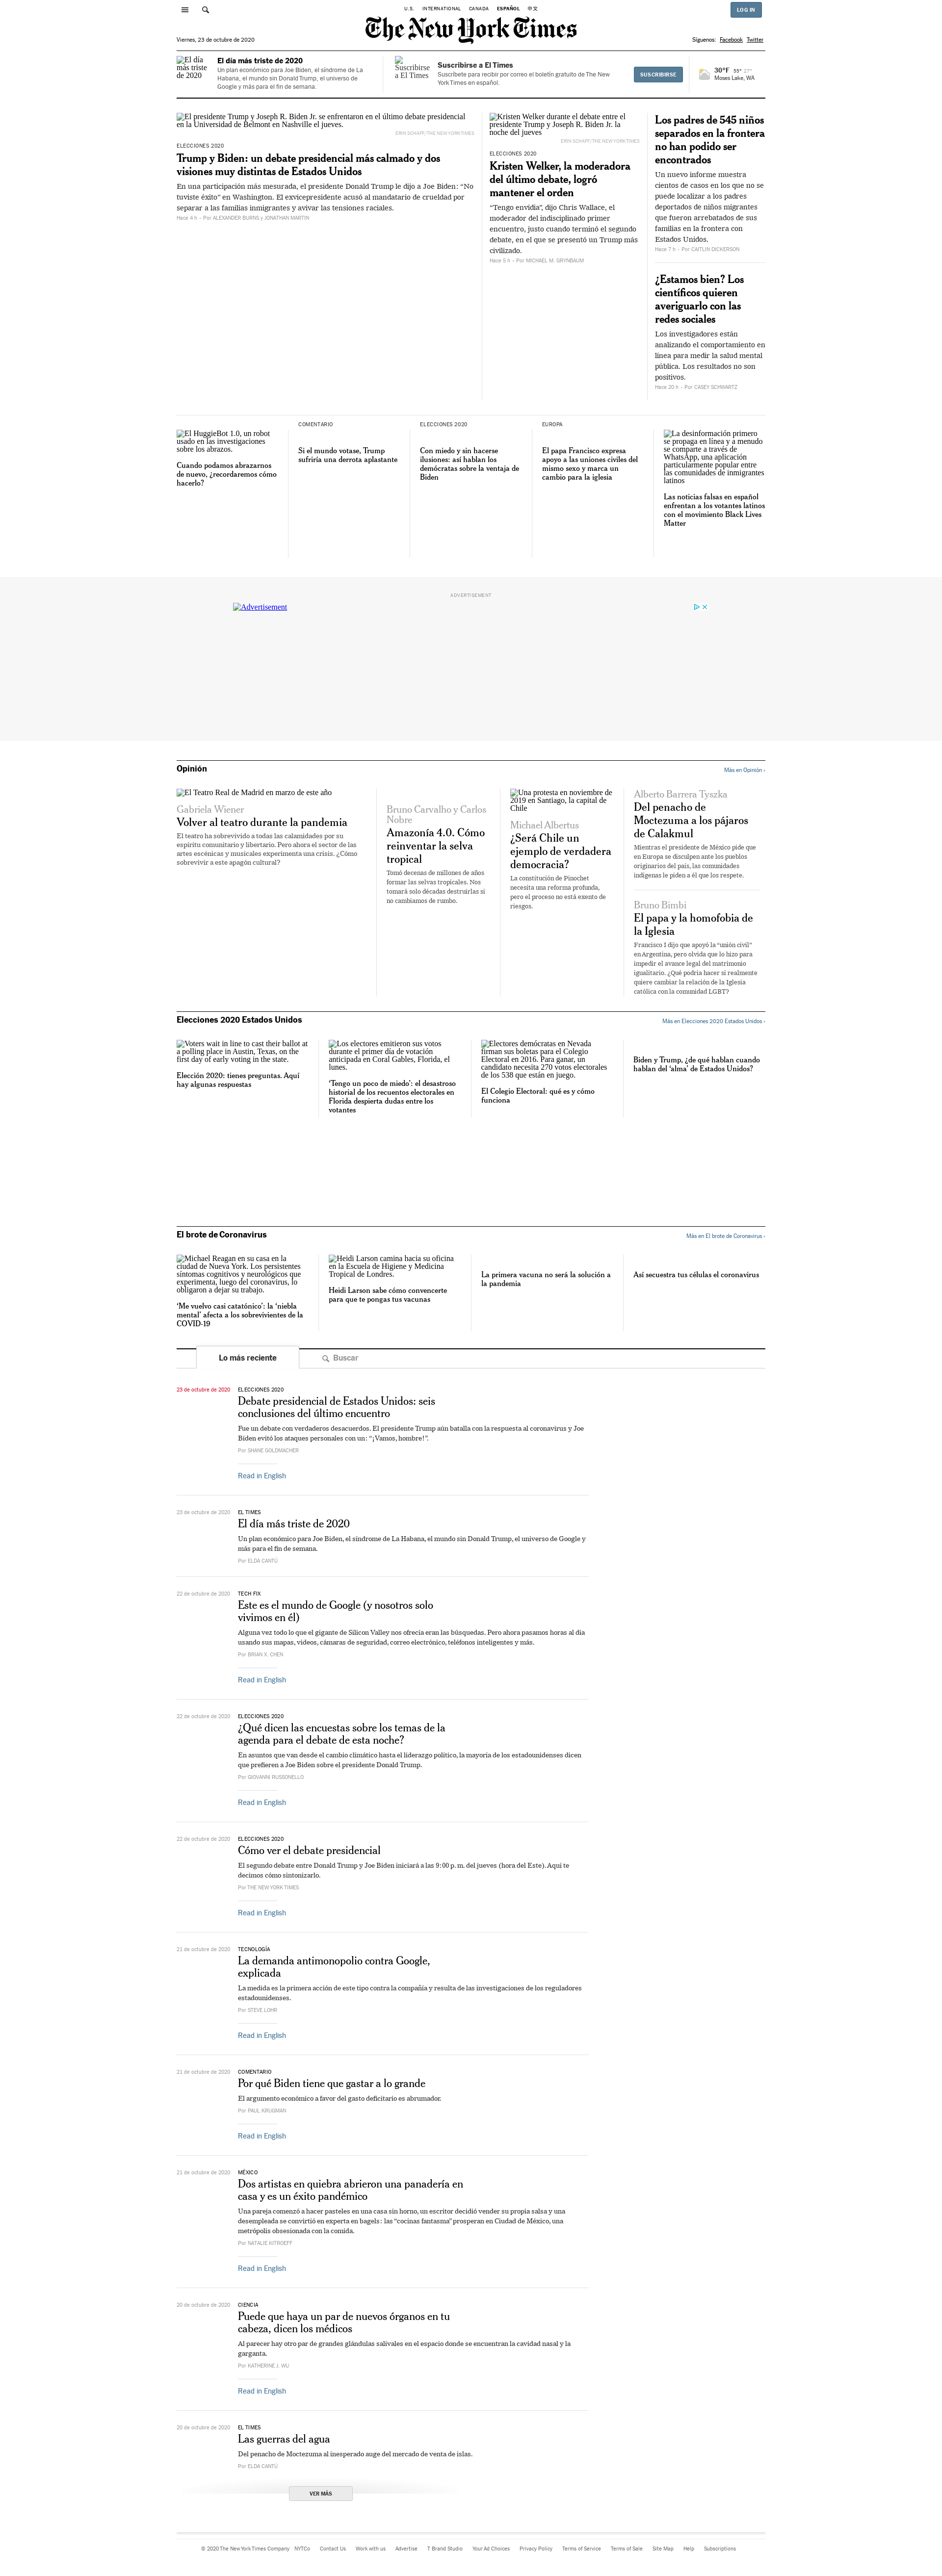 U.S. INTERNATIONAL CANADA ESPAÑOL 中文
LOG IN
The New York Times
Viernes, 23 de octubre de 2020
Síguenos: Facebook Twitter
El día más triste de 2020
El día más triste de 2020
Un plan económico para Joe Biden, el síndrome de La Habana, el mundo sin Donald Trump, el universo de Google y más para el fin de semana.
Suscribirse a El Times
Suscribirse a El Times
Suscríbete para recibir por correo el boletín gratuito de The New York Times en español.
SUSCRIBIRSE
30°F 55° 27°
Moses Lake, WA
El presidente Trump y Joseph R. Biden Jr. se enfrentaron en el último debate presidencial en la Universidad de Belmont en Nashville el jueves.
ERIN SCHAFF/THE NEW YORK TIMES
ELECCIONES 2020
Trump y Biden: un debate presidencial más calmado y dos visiones muy distintas de Estados Unidos
En una participación más mesurada, el presidente Donald Trump le dijo a Joe Biden: “No tuviste éxito” en Washington. El exvicepresidente acusó al mandatario de crueldad por separar a las familias inmigrantes y avivar las tensiones raciales.
Hace 4 h – Por ALEXANDER BURNS y JONATHAN MARTIN
Kristen Welker durante el debate entre el presidente Trump y Joseph R. Biden Jr. la noche del jueves
ERIN SCHAFF/THE NEW YORK TIMES
ELECCIONES 2020
Kristen Welker, la moderadora del último debate, logró mantener el orden
“Tengo envidia”, dijo Chris Wallace, el moderador del indisciplinado primer encuentro, justo cuando terminó el segundo debate, en el que se presentó un Trump más civilizado.
Hace 5 h – Por MICHAEL M. GRYNBAUM
Los padres de 545 niños separados en la frontera no han podido ser encontrados
Un nuevo informe muestra cientos de casos en los que no se puede localizar a los padres deportados de niños migrantes que fueron arrebatados de sus familias en la frontera con Estados Unidos.
Hace 7 h – Por CAITLIN DICKERSON
¿Estamos bien? Los científicos quieren averiguarlo con las redes sociales
Los investigadores están analizando el comportamiento en línea para medir la salud mental pública. Los resultados no son positivos.
Hace 20 h – Por CASEY SCHWARTZ
El HuggieBot 1.0, un robot usado en las investigaciones sobre los abrazos.
Cuando podamos abrazarnos de nuevo, ¿recordaremos cómo hacerlo?
COMENTARIO
Si el mundo votase, Trump sufriría una derrota aplastante
ELECCIONES 2020
Con miedo y sin hacerse ilusiones: así hablan los demócratas sobre la ventaja de Biden
EUROPA
El papa Francisco expresa apoyo a las uniones civiles del mismo sexo y marca un cambio para la iglesia
La desinformación primero se propaga en línea y a menudo se comparte a través de WhatsApp, una aplicación particularmente popular entre las comunidades de inmigrantes latinos
Las noticias falsas en español enfrentan a los votantes latinos con el movimiento Black Lives Matter
ADVERTISEMENT
Advertisement
Opinión
Más en Opinión ›
El Teatro Real de Madrid en marzo de este año
Gabriela Wiener
Volver al teatro durante la pandemia
El teatro ha sobrevivido a todas las calamidades por su espíritu comunitario y libertario. Pero ahora el sector de las artes escénicas y musicales experimenta una crisis. ¿Cómo sobrevivir a este apagón cultural?
Bruno Carvalho y Carlos Nobre
Amazonía 4.0. Cómo reinventar la selva tropical
Tomó decenas de millones de años formar las selvas tropicales. Nos tomará solo décadas destruirlas si no cambiamos de rumbo.
Una protesta en noviembre de 2019 en Santiago, la capital de Chile
Michael Albertus
¿Será Chile un ejemplo de verdadera democracia?
La constitución de Pinochet necesita una reforma profunda, pero el proceso no está exento de riesgos.
Alberto Barrera Tyszka
Del penacho de Moctezuma a los pájaros de Calakmul
Mientras el presidente de México pide que en Europa se disculpen ante los pueblos originarios del país, las comunidades indígenas le piden a él que los respete.
Bruno Bimbi
El papa y la homofobia de la Iglesia
Francisco I dijo que apoyó la “unión civil” en Argentina, pero olvida que lo hizo para impedir el avance legal del matrimonio igualitario. ¿Qué podría hacer si realmente quiere cambiar la relación de la Iglesia católica con la comunidad LGBT?
Elecciones 2020 Estados Unidos
Más en Elecciones 2020 Estados Unidos ›
Voters wait in line to cast their ballot at a polling place in Austin, Texas, on the first day of early voting in the state.
Elección 2020: tienes preguntas. Aquí hay algunas respuestas
Los electores emitieron sus votos durante el primer día de votación anticipada en Coral Gables, Florida, el lunes.
‘Tengo un poco de miedo’: el desastroso historial de los recuentos electorales en Florida despierta dudas entre los votantes
Electores demócratas en Nevada firman sus boletas para el Colegio Electoral en 2016. Para ganar, un candidato necesita 270 votos electorales de los 538 que están en juego.
El Colegio Electoral: qué es y cómo funciona
Biden y Trump, ¿de qué hablan cuando hablan del ‘alma’ de Estados Unidos?
El brote de Coronavirus
Más en El brote de Coronavirus ›
Michael Reagan en su casa en la ciudad de Nueva York. Los persistentes síntomas cognitivos y neurológicos que experimenta, luego del coronavirus, lo obligaron a dejar su trabajo.
‘Me vuelvo casi catatónico’: la ‘niebla mental’ afecta a los sobrevivientes de la COVID-19
Heidi Larson camina hacia su oficina en la Escuela de Higiene y Medicina Tropical de Londres.
Heidi Larson sabe cómo convencerte para que te pongas tus vacunas
La primera vacuna no será la solución a la pandemia
Así secuestra tus células el coronavirus
Lo más reciente
Buscar
23 de octubre de 2020 ELECCIONES 2020
Debate presidencial de Estados Unidos: seis conclusiones del último encuentro
Fue un debate con verdaderos desacuerdos. El presidente Trump aún batalla con la respuesta al coronavirus y Joe Biden evitó los ataques personales con un: “¡Vamos, hombre!”.
Por SHANE GOLDMACHER
Read in English
23 de octubre de 2020 EL TIMES
El día más triste de 2020
Un plan económico para Joe Biden, el síndrome de La Habana, el mundo sin Donald Trump, el universo de Google y más para el fin de semana.
Por ELDA CANTÚ
22 de octubre de 2020 TECH FIX
Este es el mundo de Google (y nosotros solo vivimos en él)
Alguna vez todo lo que el gigante de Silicon Valley nos ofrecía eran las búsquedas. Pero ahora pasamos horas al día usando sus mapas, videos, cámaras de seguridad, correo electrónico, teléfonos inteligentes y más.
Por BRIAN X. CHEN
Read in English
22 de octubre de 2020 ELECCIONES 2020
¿Qué dicen las encuestas sobre los temas de la agenda para el debate de esta noche?
En asuntos que van desde el cambio climático hasta el liderazgo político, la mayoría de los estadounidenses dicen que prefieren a Joe Biden sobre el presidente Donald Trump.
Por GIOVANNI RUSSONELLO
Read in English
22 de octubre de 2020 ELECCIONES 2020
Cómo ver el debate presidencial
El segundo debate entre Donald Trump y Joe Biden iniciará a las 9:00 p. m. del jueves (hora del Este). Aquí te decimos cómo sintonizarlo.
Por THE NEW YORK TIMES
Read in English
21 de octubre de 2020 TECNOLOGÍA
La demanda antimonopolio contra Google, explicada
La medida es la primera acción de este tipo contra la compañía y resulta de las investigaciones de los reguladores estadounidenses.
Por STEVE LOHR
Read in English
21 de octubre de 2020 COMENTARIO
Por qué Biden tiene que gastar a lo grande
El argumento económico a favor del gasto deficitario es abrumador.
Por PAUL KRUGMAN
Read in English
21 de octubre de 2020 MÉXICO
Dos artistas en quiebra abrieron una panadería en casa y es un éxito pandémico
Una pareja comenzó a hacer pasteles en una casa sin horno, un escritor decidió vender su propia salsa y una desempleada se convirtió en experta en bagels: las “cocinas fantasma” prosperan en Ciudad de México, una metrópolis obsesionada con la comida.
Por NATALIE KITROEFF
Read in English
20 de octubre de 2020 CIENCIA
Puede que haya un par de nuevos órganos en tu cabeza, dicen los médicos
Al parecer hay otro par de grandes glándulas salivales en el espacio donde se encuentran la cavidad nasal y la garganta.
Por KATHERINE J. WU
Read in English
20 de octubre de 2020 EL TIMES
Las guerras del agua
Del penacho de Moctezuma al inesperado auge del mercado de venta de islas.
Por ELDA CANTÚ
VER MÁS
© 2020 The New York Times Company NYTCo Contact Us Work with us Advertise T Brand Studio Your Ad Choices Privacy Policy Terms of Service Terms of Sale Site Map Help Subscriptions